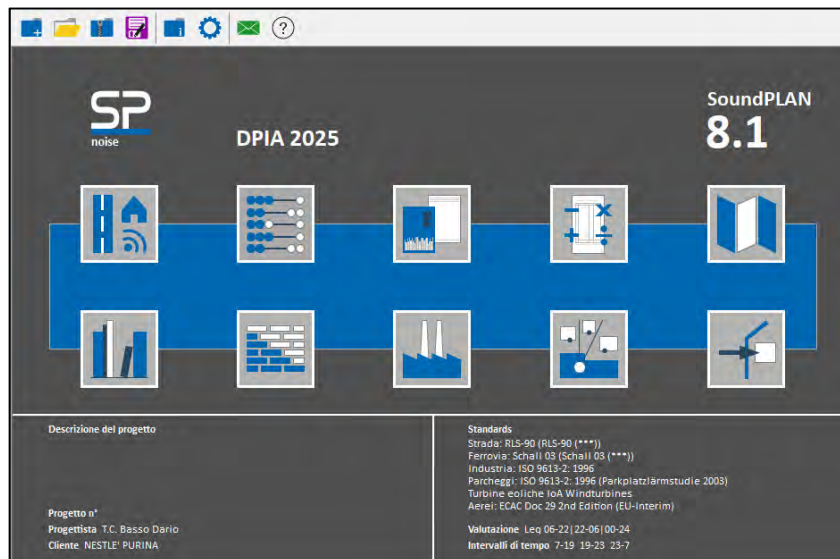 SP
noise
DPIA 2025
SoundPLAN
8.1
Descrizione del progetto
Progetto n°
Progettista T.C. Basso Dario
Cliente NESTLE' PURINA
Standards
Strada: RLS-90 (RLS-90 (***))
Ferrovia: Schall 03 (Schall 03 (***))
Industria: ISO 9613-2: 1996
Parcheggi: ISO 9613-2: 1996 (Parkplatzlärmstudie 2003)
Turbine eoliche IoA Windturbines
Aerei: ECAC Doc 29 2nd Edition (EU-Interim)
Valutazione Leq 06-22|22-06|00-24
Intervalli di tempo 7-19 19-23 23-7